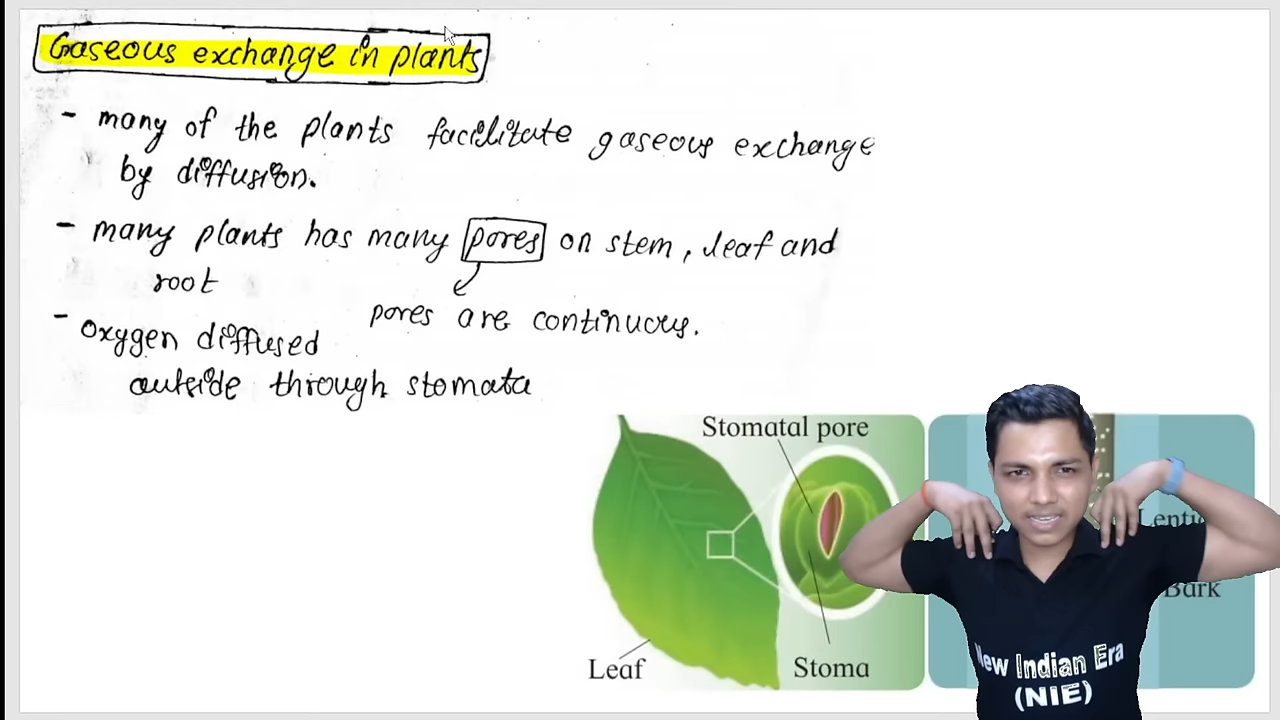 Gaseous exchange in plants
- many of the plants facilitate gaseous exchange
by diffusion.
- many plants has many pores on stem, leaf and
root
pores are continuous.
- oxygen diffused
outside through stomata
Stomatal pore
Leaf
Stoma
Bark
New Indian Era
(NIE)